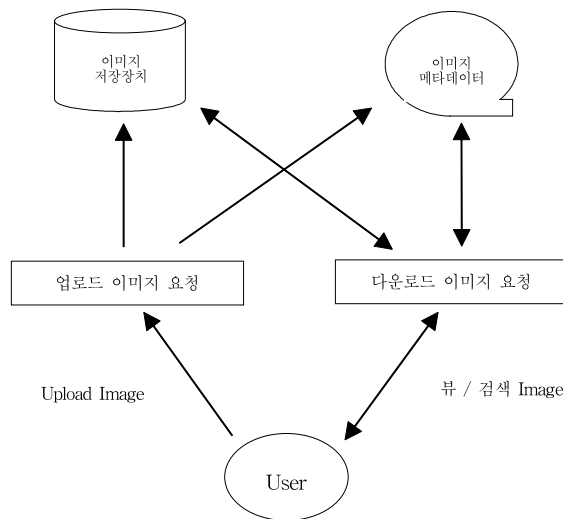 이미지
저장장치
이미지
메타데이터
업로드 이미지 요청
다운로드 이미지 요청
Upload Image
뷰 / 검색 Image
User